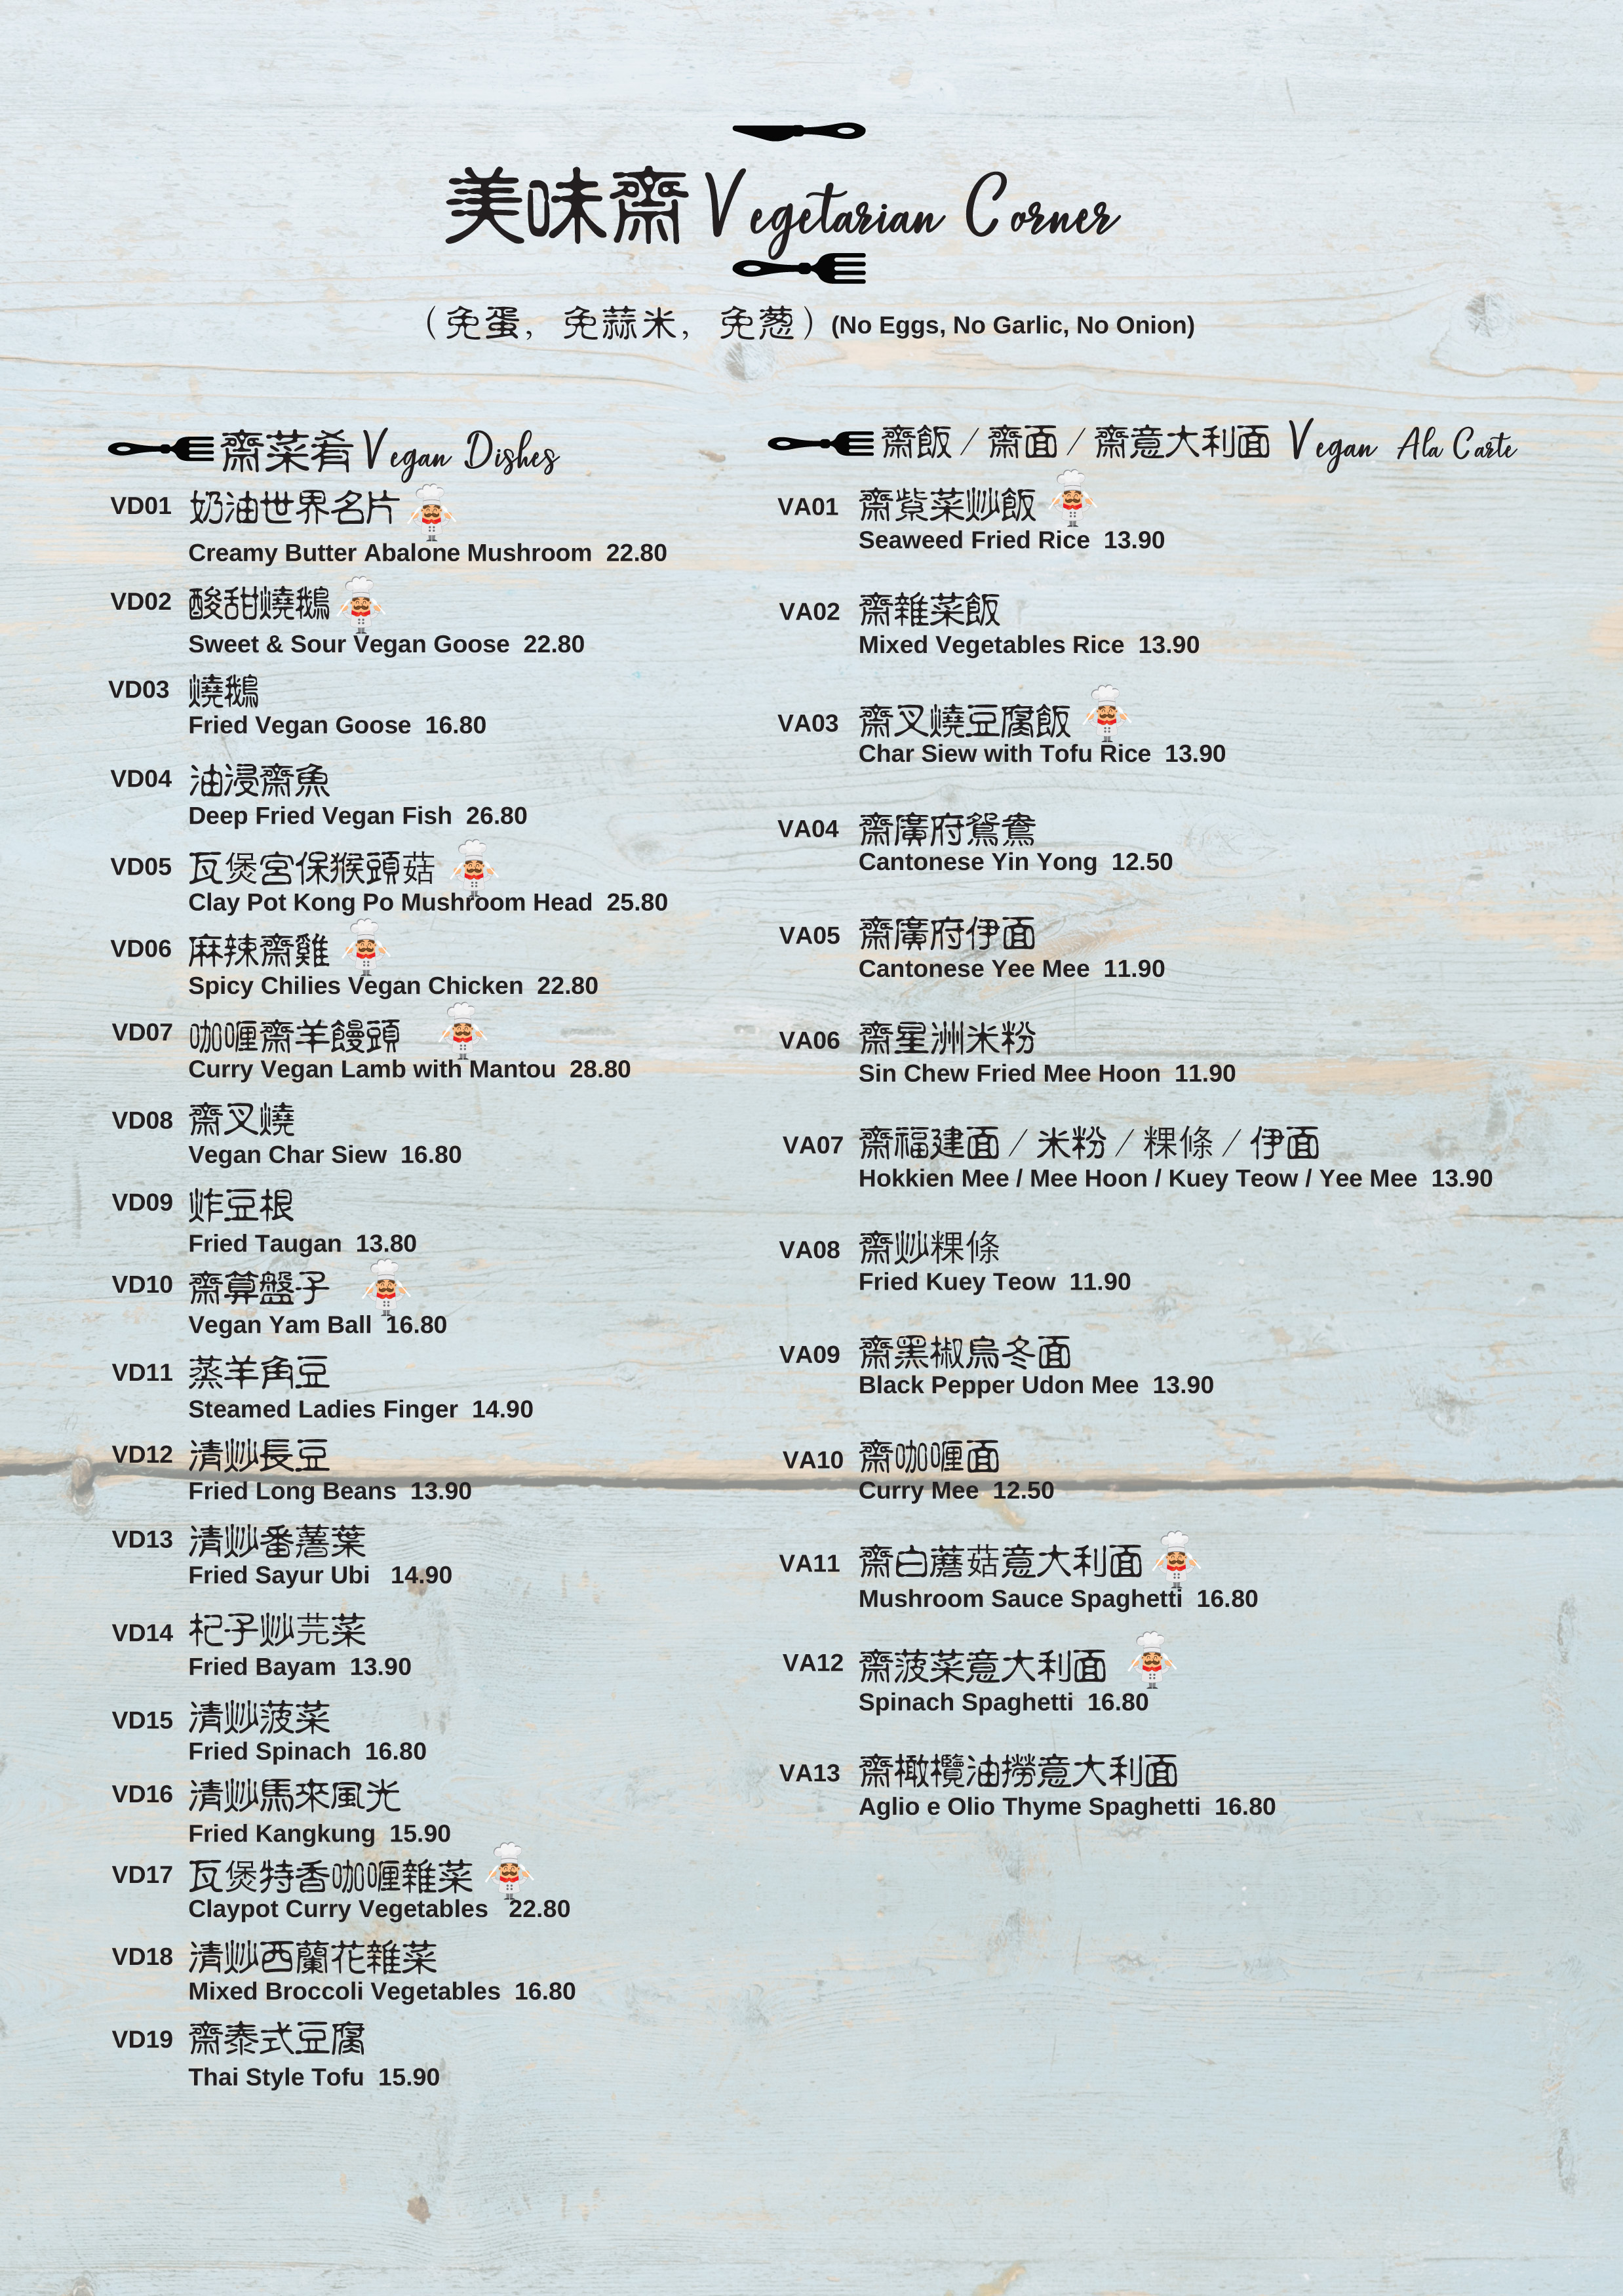 美味齋 Vegetarian Corner
（免蛋，免蒜米，免葱）(No Eggs, No Garlic, No Onion)
齋菜肴 Vegan Dishes
VD01 奶油世界名片
Creamy Butter Abalone Mushroom 22.80
VD02 酸甜燒鵝
Sweet & Sour Vegan Goose 22.80
VD03 燒鵝
Fried Vegan Goose 16.80
VD04 油浸齋魚
Deep Fried Vegan Fish 26.80
VD05 瓦煲宮保猴頭菇
Clay Pot Kong Po Mushroom Head 25.80
VD06 麻辣齋雞
Spicy Chilies Vegan Chicken 22.80
VD07 咖喱齋羊饅頭
Curry Vegan Lamb with Mantou 28.80
VD08 齋叉燒
Vegan Char Siew 16.80
VD09 炸豆根
Fried Taugan 13.80
VD10 齋算盤子
Vegan Yam Ball 16.80
VD11 蒸羊角豆
Steamed Ladies Finger 14.90
VD12 清炒長豆
Fried Long Beans 13.90
VD13 清炒番薯葉
Fried Sayur Ubi 14.90
VD14 杞子炒苋菜
Fried Bayam 13.90
VD15 清炒菠菜
Fried Spinach 16.80
VD16 清炒馬來風光
Fried Kangkung 15.90
VD17 瓦煲特香咖喱雜菜
Claypot Curry Vegetables 22.80
VD18 清炒西蘭花雜菜
Mixed Broccoli Vegetables 16.80
VD19 齋泰式豆腐
Thai Style Tofu 15.90
齋飯 / 齋面 / 齋意大利面 Vegan Ala Carte
VA01 齋紫菜炒飯
Seaweed Fried Rice 13.90
VA02 齋雜菜飯
Mixed Vegetables Rice 13.90
VA03 齋叉燒豆腐飯
Char Siew with Tofu Rice 13.90
VA04 齋廣府鴛鴦
Cantonese Yin Yong 12.50
VA05 齋廣府伊面
Cantonese Yee Mee 11.90
VA06 齋星洲米粉
Sin Chew Fried Mee Hoon 11.90
VA07 齋福建面 / 米粉 / 粿條 / 伊面
Hokkien Mee / Mee Hoon / Kuey Teow / Yee Mee 13.90
VA08 齋炒粿條
Fried Kuey Teow 11.90
VA09 齋黑椒烏冬面
Black Pepper Udon Mee 13.90
VA10 齋咖喱面
Curry Mee 12.50
VA11 齋白蘑菇意大利面
Mushroom Sauce Spaghetti 16.80
VA12 齋菠菜意大利面
Spinach Spaghetti 16.80
VA13 齋橄欖油撈意大利面
Aglio e Olio Thyme Spaghetti 16.80